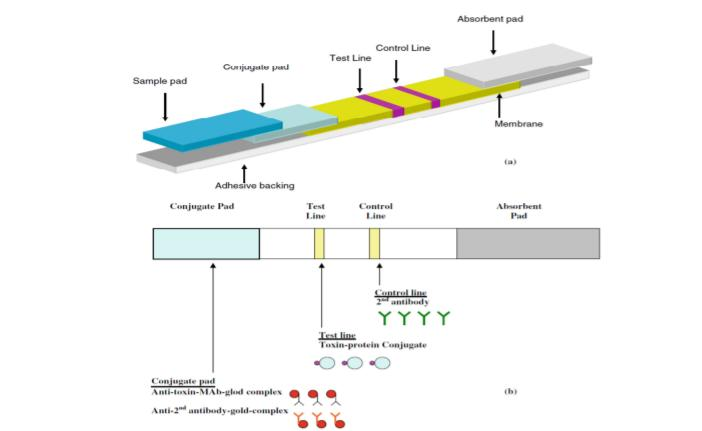 Absorbent pad
Control Line
Test Line
Conjugate pad
Sample pad
Membrane
(a)
Adhesive backing
Conjugate Pad
Test
Line
Control
Line
Absorbent
Pad
Control line
2nd antibody
Test line
Toxin-protein Conjugate
Conjugate pad
Anti-toxin-MAb-glod complex
(b)
Anti-2nd antibody-gold-complex